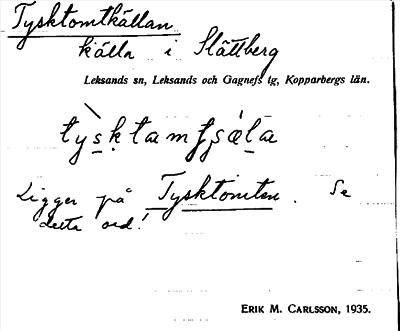 Tysktomtkällan
källa i Slättberg
Leksands sn, Leksands och Gagnefs tg, Kopparbergs län.
Ligger på Tysktomten. Se
detta ord!
ERIK M. CARLSSON, 1935.